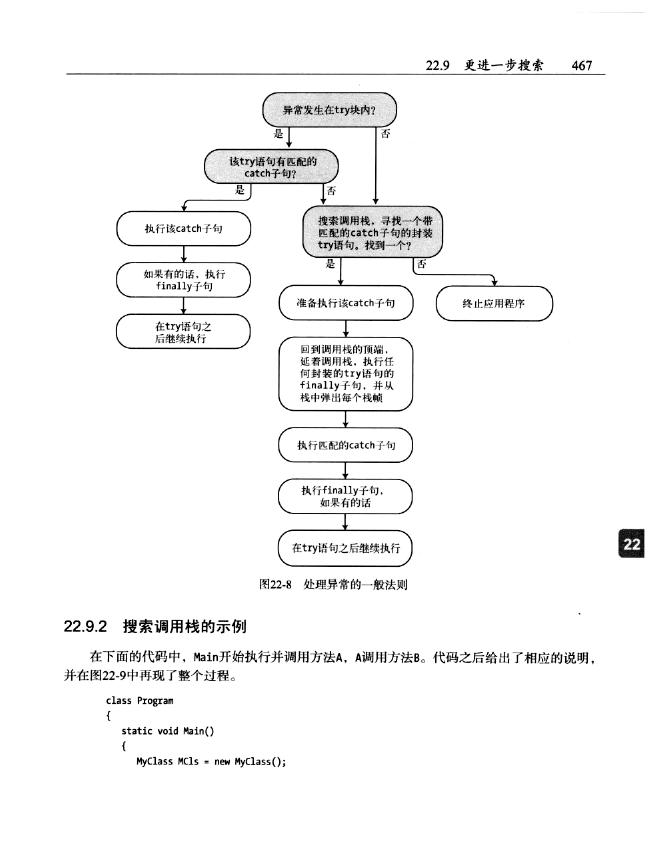 22.9 更进一步搜索 467
异常发生在try块内?
是
否
该try语句有匹配的
catch子句?
是
否
执行该catch子句
搜索调用栈，寻找一个带
匹配的catch子句的封装
try语句。找到一个?
如果有的话，执行
finally子句
是
否
在try语句之
后继续执行
准备执行该catch子句
终止应用程序
回到调用栈的顶端，
延着调用栈，执行任
何封装的try语句的
finally子句，并从
栈中弹出每个栈帧
执行匹配的catch子句
执行finally子句，
如果有的话
在try语句之后继续执行
22
图22-8 处理异常的一般法则
22.9.2 搜索调用栈的示例
在下面的代码中，Main开始执行并调用方法A，A调用方法B。代码之后给出了相应的说明，
并在图22-9中再现了整个过程。
class Program
{
static void Main()
{
MyClass MCls = new MyClass();